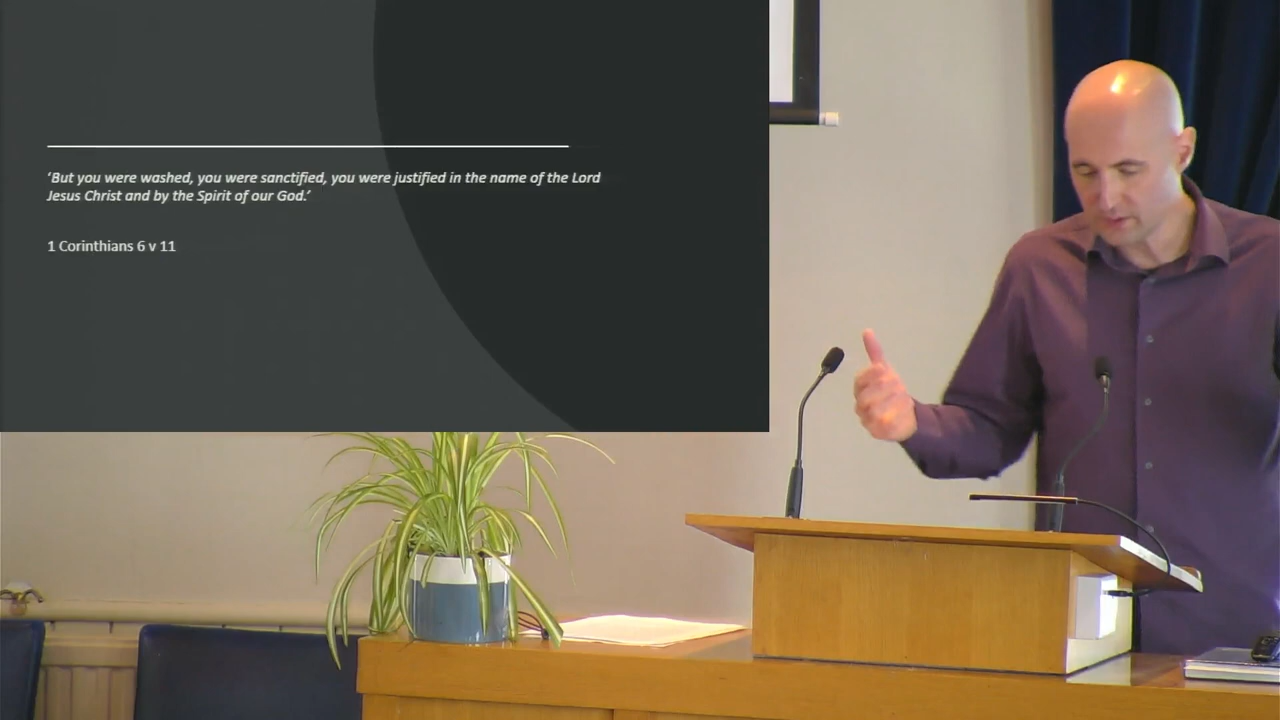 ‘But you were washed, you were sanctified, you were justified in the name of the Lord
Jesus Christ and by the Spirit of our God.’
1 Corinthians 6 v 11